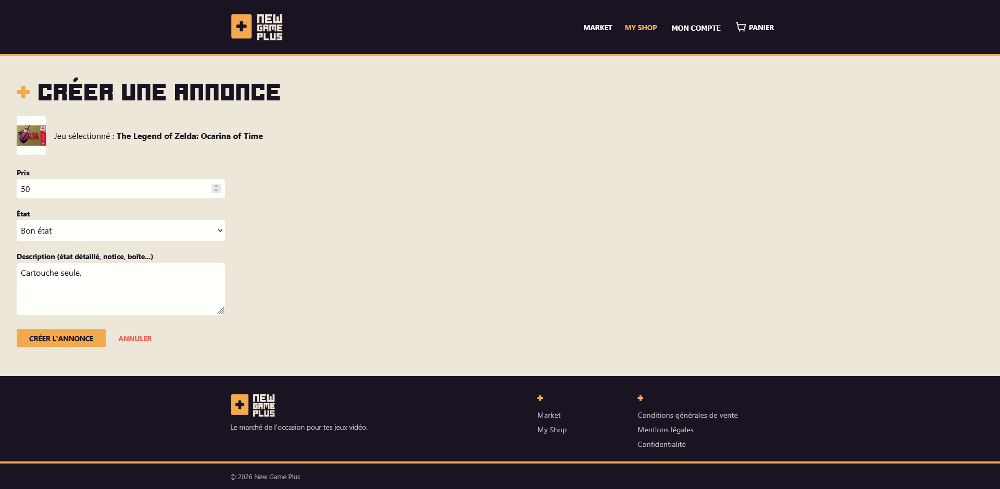 NEW
GAME
PLUS
MARKET
MY SHOP
MON COMPTE
PANIER
CRÉER UNE ANNONCE
ZELDA
Jeu sélectionné : The Legend of Zelda: Ocarina of Time
Prix
50
État
Bon état
Description (état détaillé, notice, boîte...)
Cartouche seule.
CRÉER L'ANNONCE
ANNULER
NEW
GAME
PLUS
Le marché de l'occasion pour tes jeux vidéo.
Market
My Shop
Conditions générales de vente
Mentions légales
Confidentialité
© 2026 New Game Plus